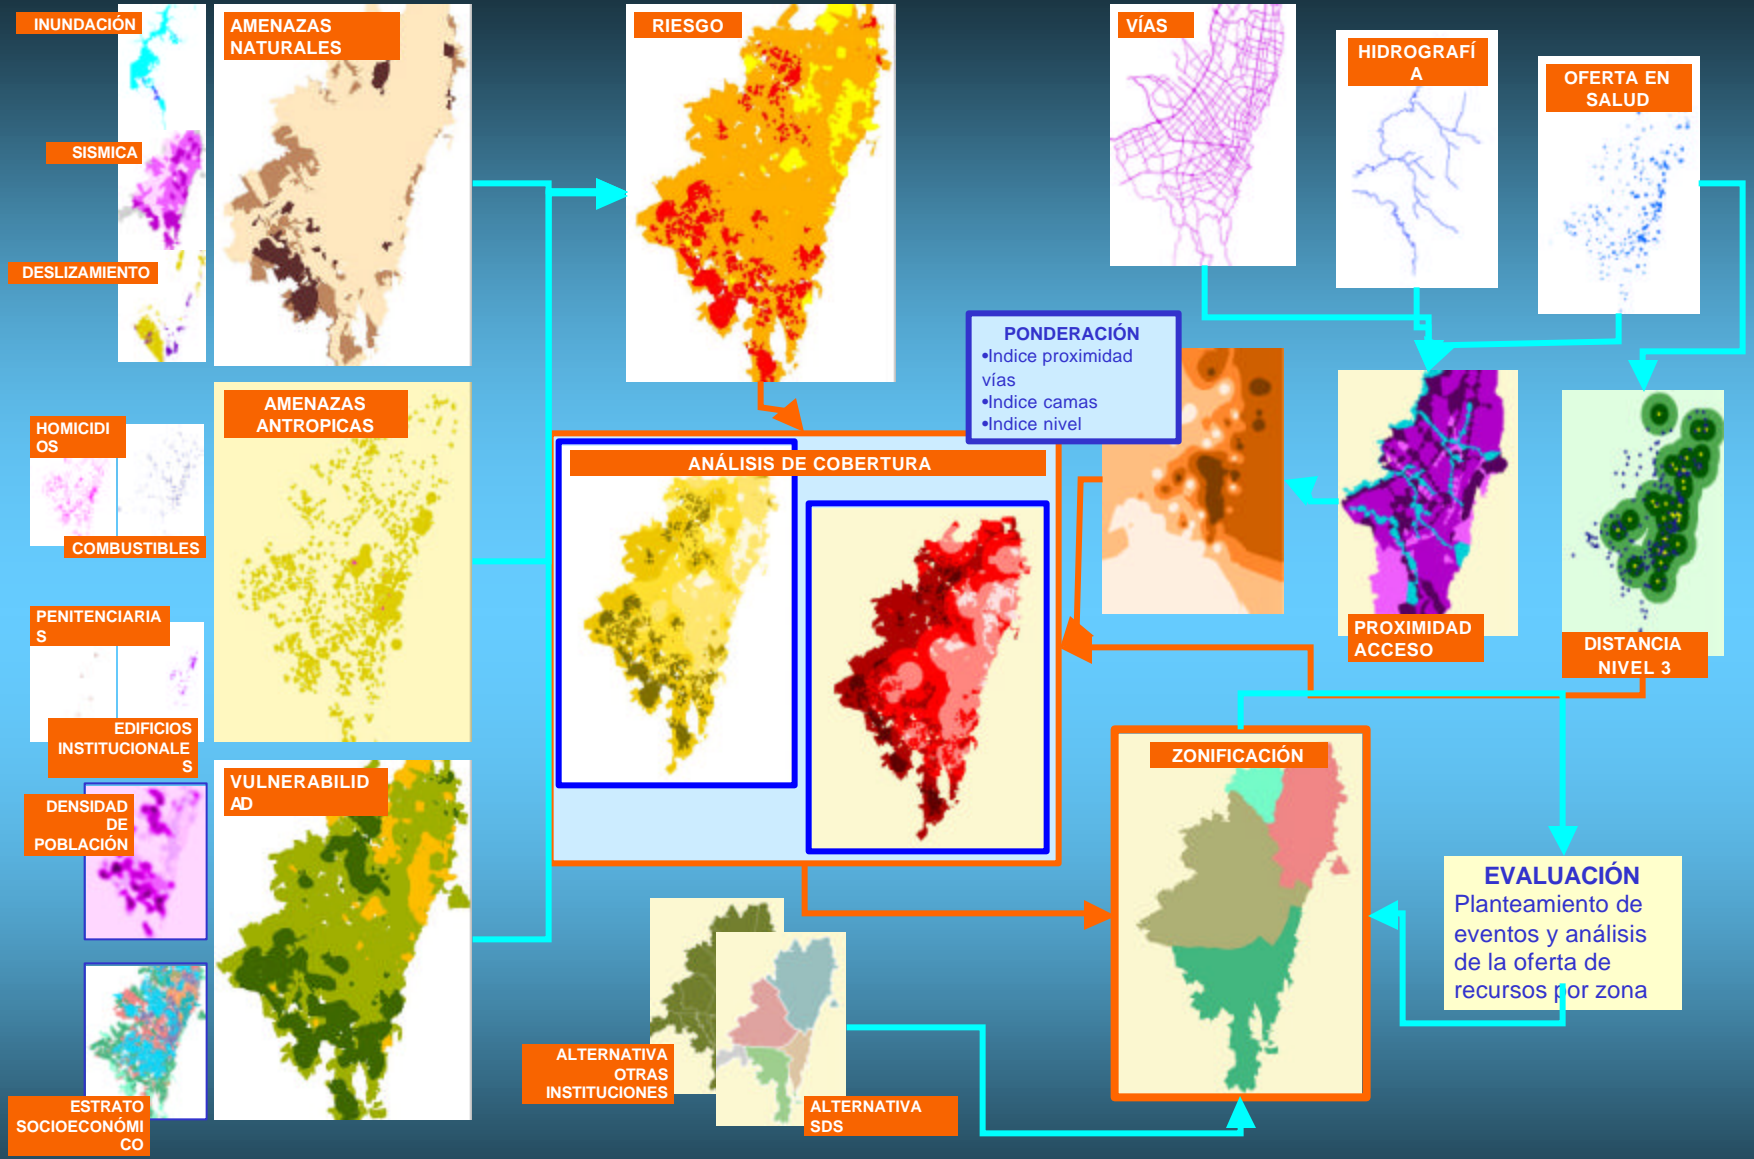 INUNDACIÓN
AMENAZAS
NATURALES
SISMICA
DESLIZAMIENTO
RIESGO
VÍAS
HIDROGRAFÍ
A
OFERTA EN
SALUD
HOMICIDI
OS
COMBUSTIBLES
AMENAZAS
ANTROPICAS
PENITENCIARIA
S
EDIFICIOS
INSTITUCIONALE
S
PONDERACIÓN
•Indice proximidad
vías
•Indice camas
•Indice nivel
ANÁLISIS DE COBERTURA
PROXIMIDAD
ACCESO
DISTANCIA
NIVEL 3
DENSIDAD
DE
POBLACIÓN
VULNERABILID
AD
ESTRATO
SOCIOECONÓMI
CO
ALTERNATIVA
OTRAS
INSTITUCIONES
ALTERNATIVA
SDS
ZONIFICACIÓN
EVALUACIÓN
Planteamiento de
eventos y análisis
de la oferta de
recursos por zona